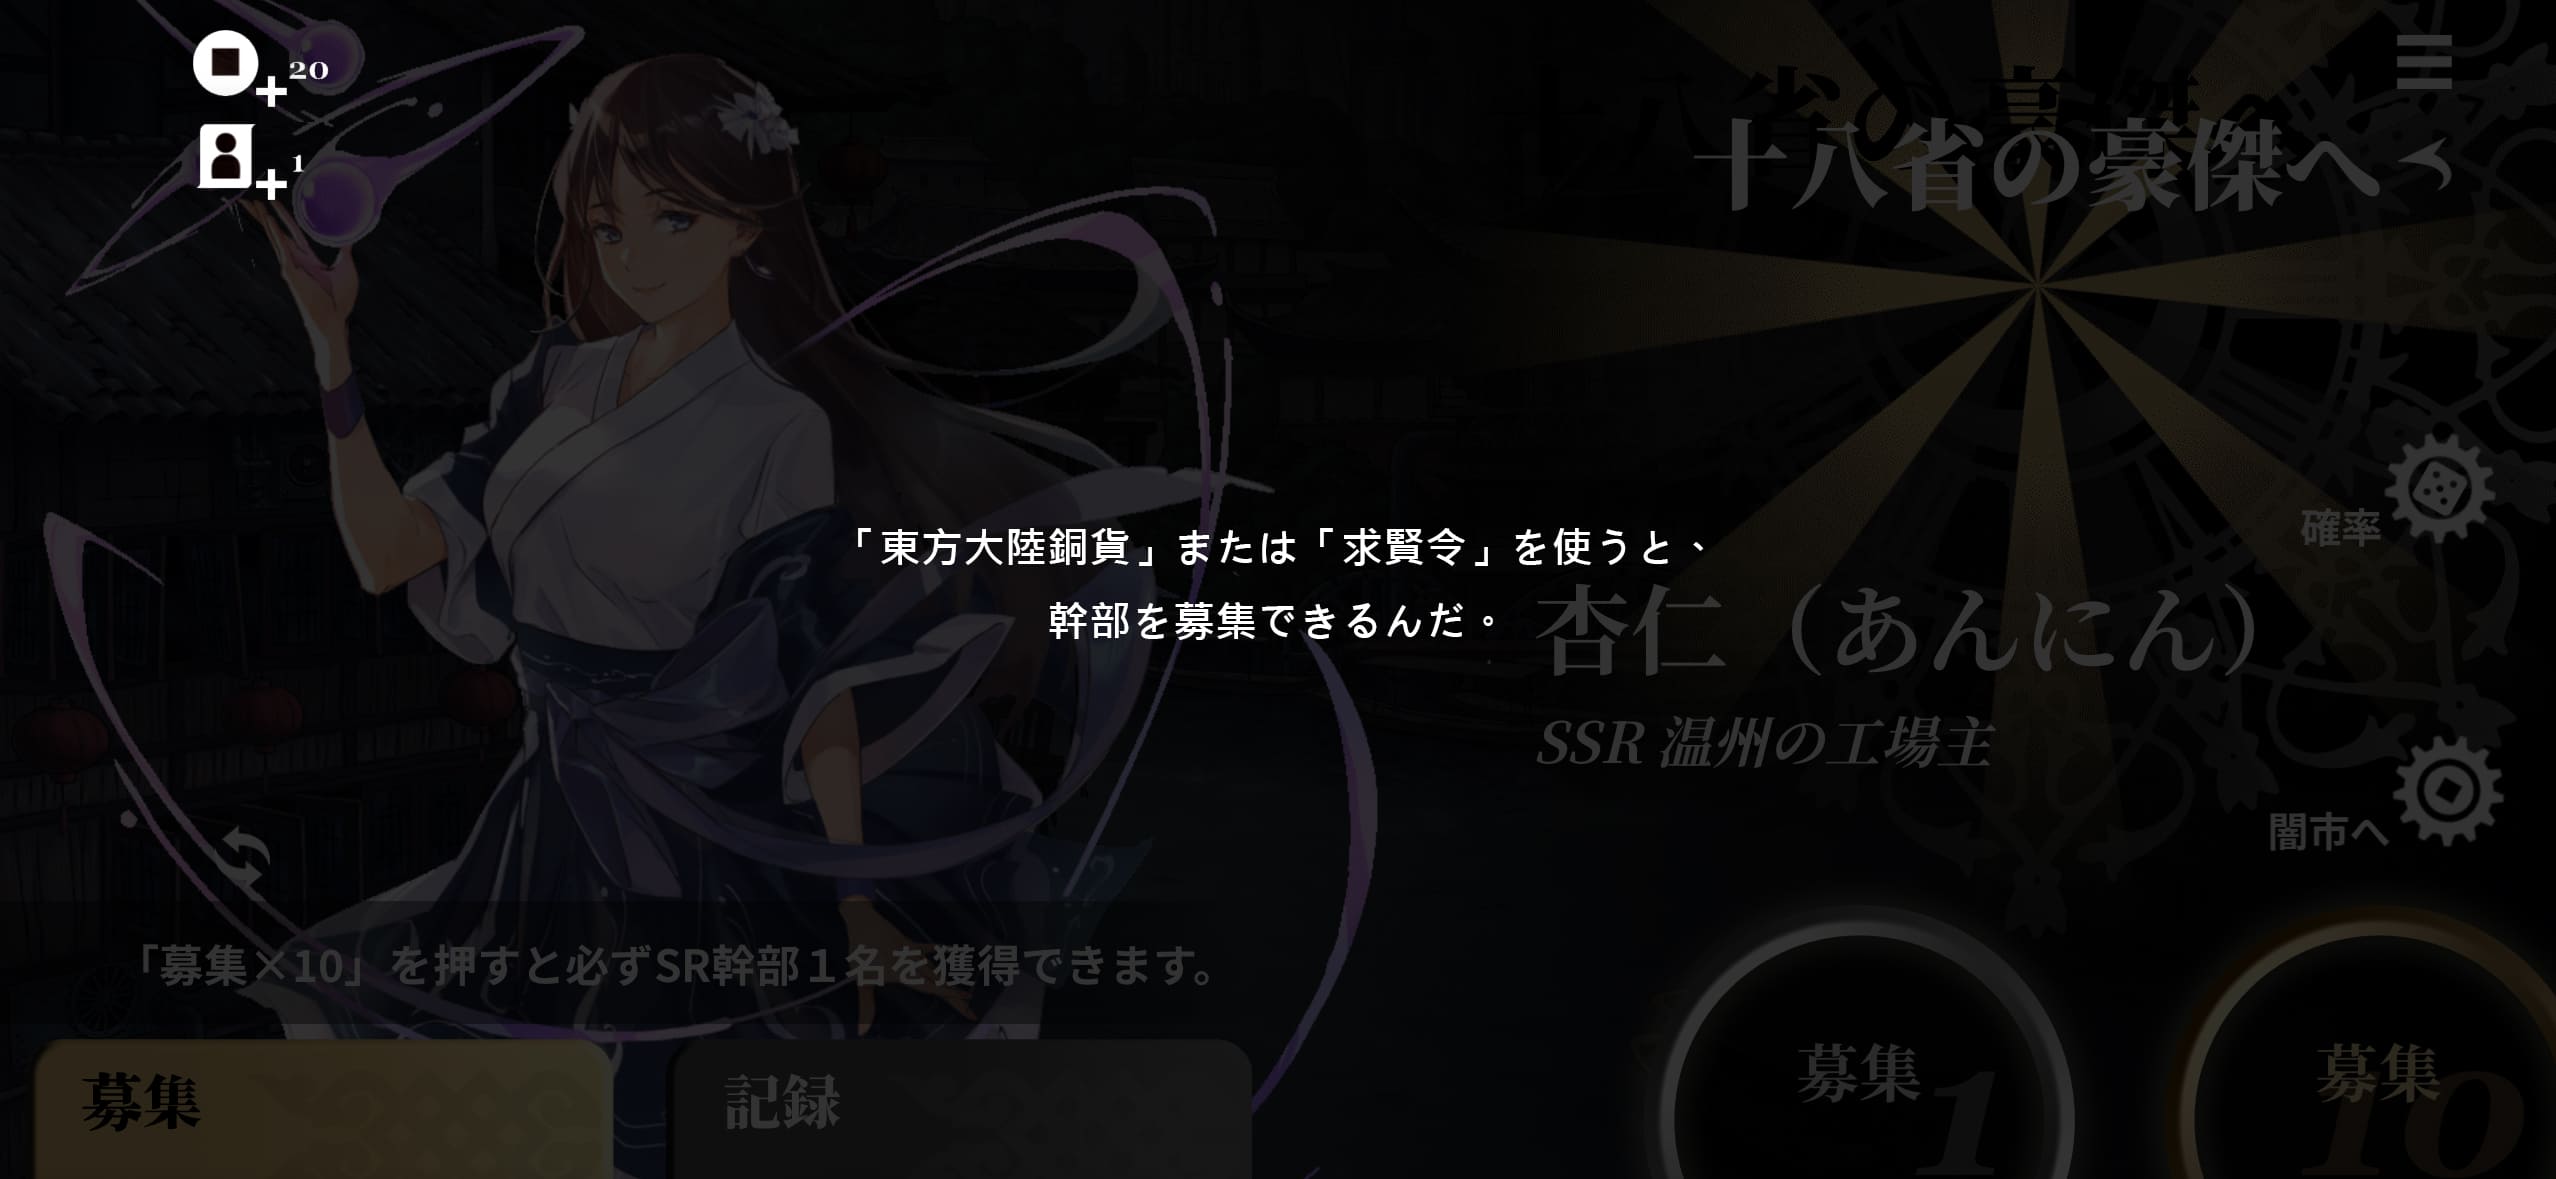 20
1
十八省の豪傑へ
確率
「東方大陸銅貨」または「求賢令」を使うと、
幹部を募集できるんだ。
杏仁（あんにん）
SSR 温州の工場主
闇市へ
「募集×10」を押すと必ずSR幹部１名を獲得できます。
募集
記録
募集 1
募集 10